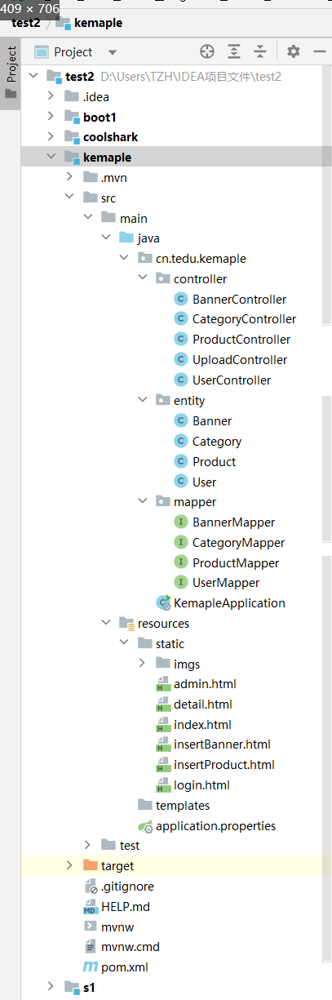 409 × 706
test2 kemaple
Project
Project
test2 D:\Users\TZH\IDEA项目文件\test2
.idea
boot1
coolshark
kemaple
.mvn
src
main
java
cn.tedu.kemaple
controller
BannerController
CategoryController
ProductController
UploadController
UserController
entity
Banner
Category
Product
User
mapper
BannerMapper
CategoryMapper
ProductMapper
UserMapper
KemapleApplication
resources
static
imgs
admin.html
detail.html
index.html
insertBanner.html
insertProduct.html
login.html
templates
application.properties
test
target
.gitignore
HELP.md
mvnw
mvnw.cmd
pom.xml
s1